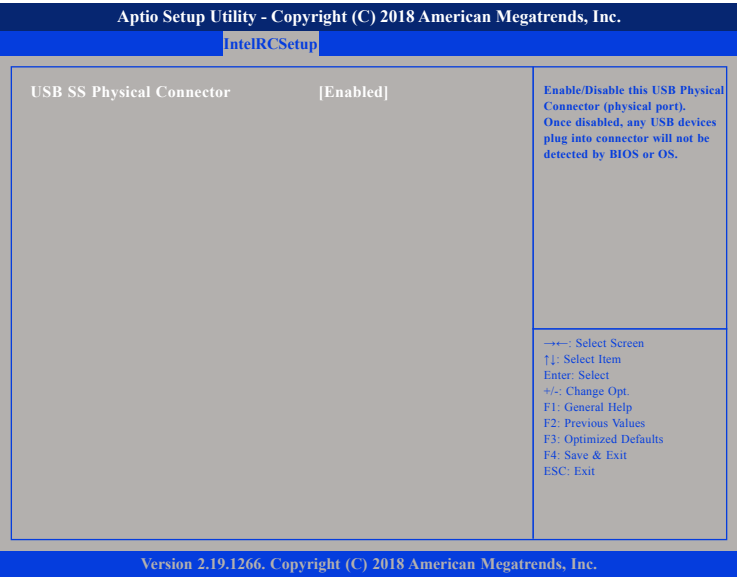 Aptio Setup Utility - Copyright (C) 2018 American Megatrends, Inc.
IntelRCSetup
USB SS Physical Connector [Enabled]
Enable/Disable this USB Physical
Connector (physical port).
Once disabled, any USB devices
plug into connector will not be
detected by BIOS or OS.
→←: Select Screen
↑↓: Select Item
Enter: Select
+/-: Change Opt.
F1: General Help
F2: Previous Values
F3: Optimized Defaults
F4: Save & Exit
ESC: Exit
Version 2.19.1266. Copyright (C) 2018 American Megatrends, Inc.